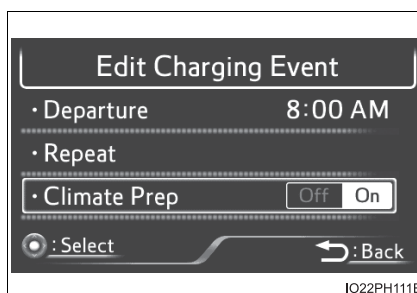 Edit Charging Event
・Departure 8:00 AM
・Repeat
・Climate Prep Off On
: Select : Back
IO22PH111E